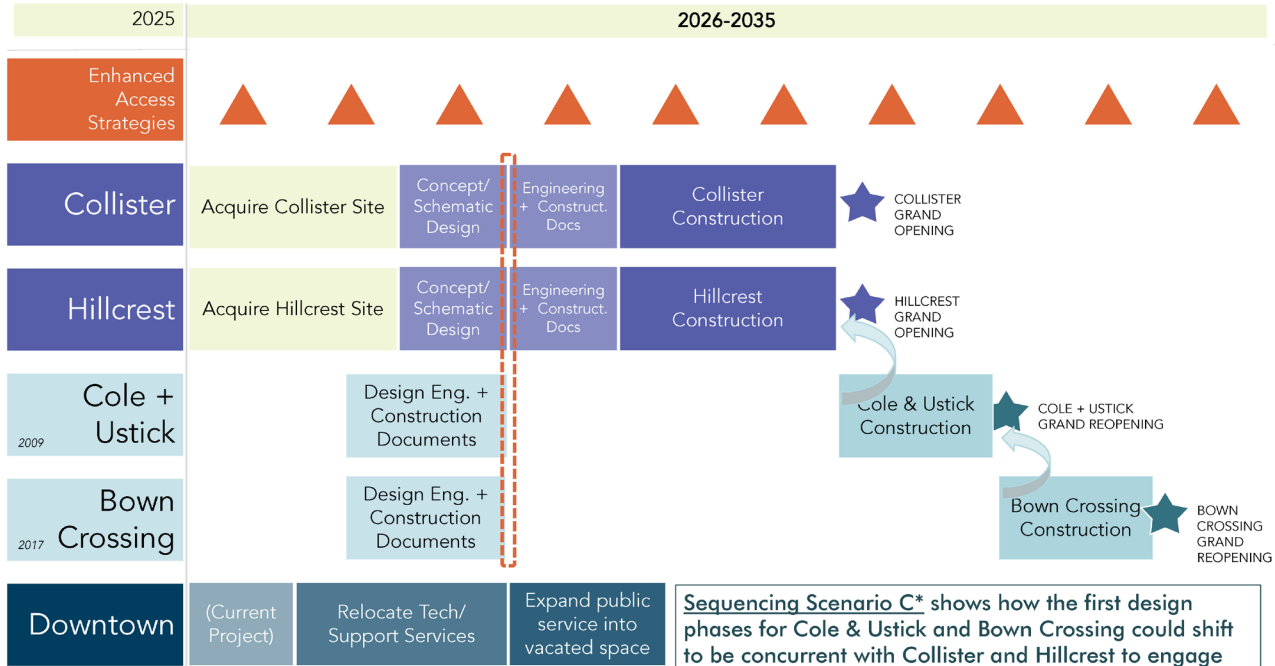 2025
2026-2035
Enhanced
Access
Strategies
Collister
Acquire Collister Site
Concept/
Schematic
Design
Engineering
+ Construct.
Docs
Collister
Construction
COLLISTER
GRAND
OPENING
Hillcrest
Acquire Hillcrest Site
Concept/
Schematic
Design
Engineering
+ Construct.
Docs
Hillcrest
Construction
HILLCREST
GRAND
OPENING
Cole +
Ustick
2009
Design Eng. +
Construction
Documents
Cole & Ustick
Construction
COLE + USTICK
GRAND REOPENING
Bown
Crossing
2017
Design Eng. +
Construction
Documents
Bown Crossing
Construction
BOWN
CROSSING
GRAND
REOPENING
Downtown
(Current
Project)
Relocate Tech/
Support Services
Expand public
service into
vacated space
Sequencing Scenario C* shows how the first design
phases for Cole & Ustick and Bown Crossing could shift
to be concurrent with Collister and Hillcrest to engage